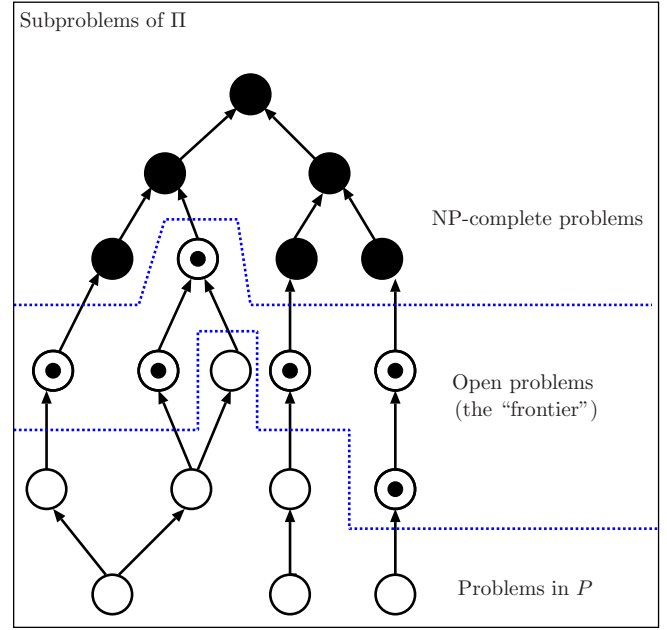 Subproblems of Π
NP-complete problems
Open problems
(the “frontier”)
Problems in P